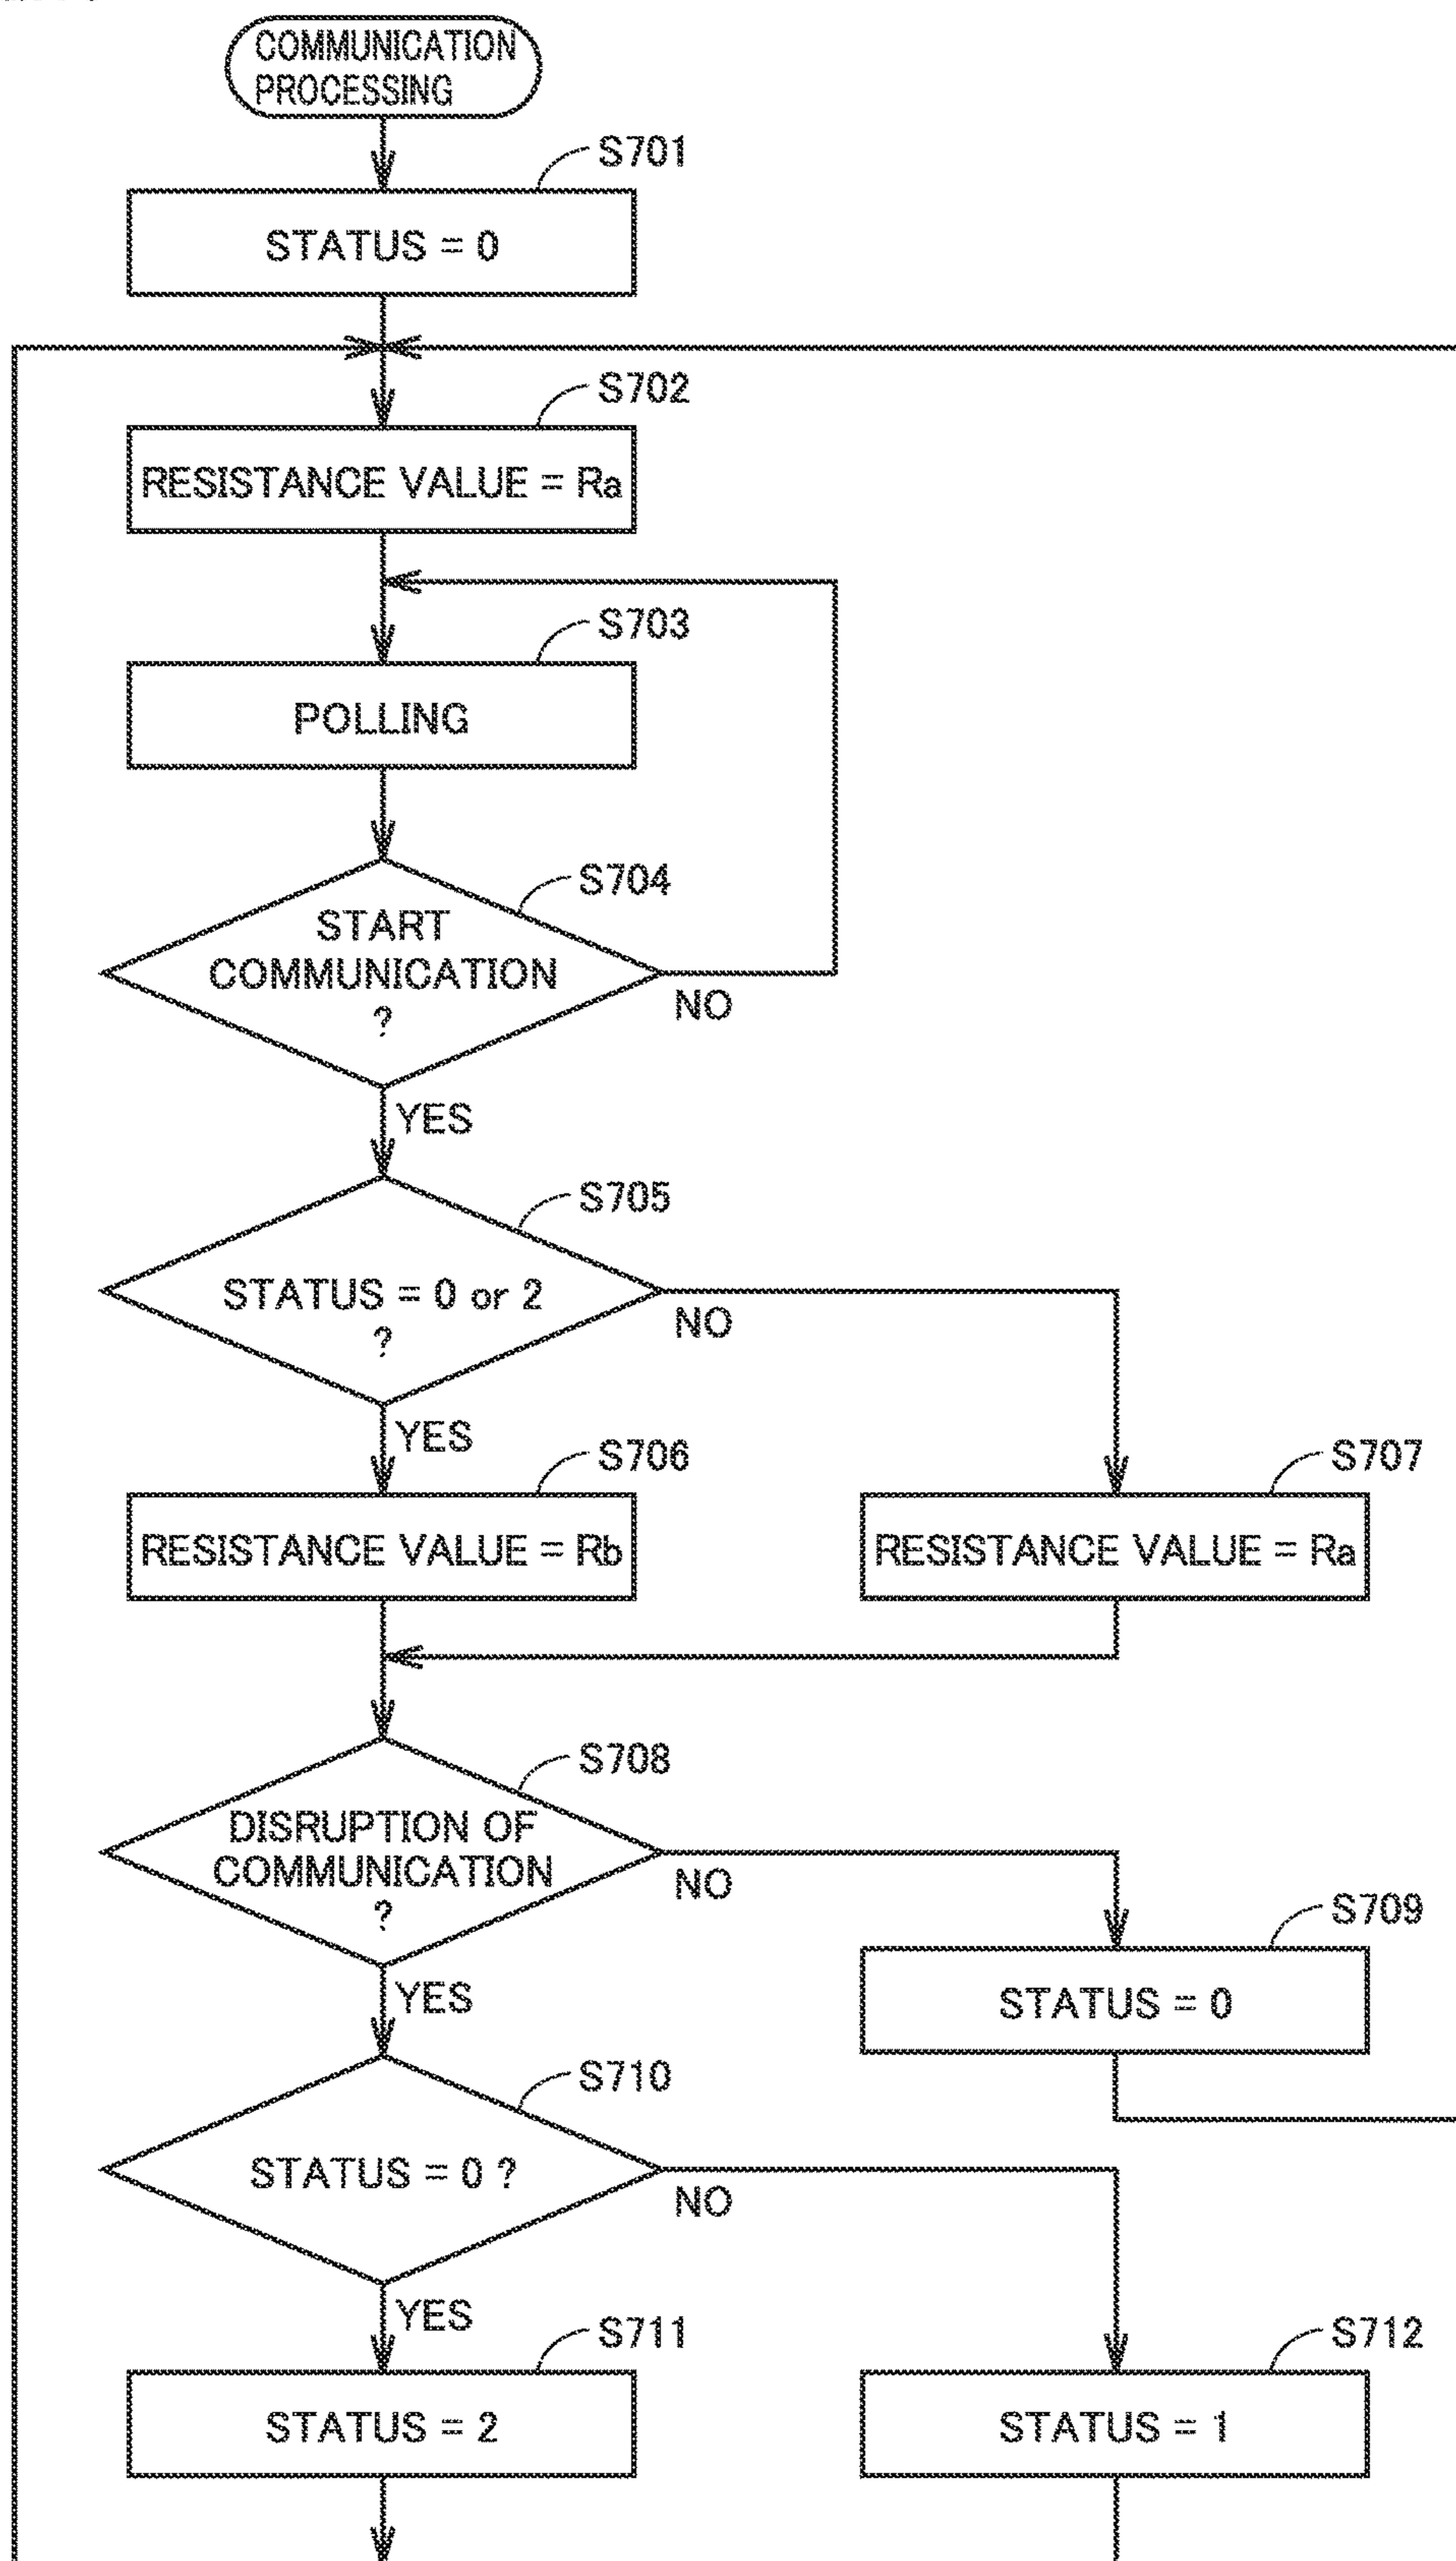 COMMUNICATION
PROCESSING
S701
STATUS = 0
S702
RESISTANCE VALUE = Ra
S703
POLLING
S704
START
COMMUNICATION
?
NO
YES
S705
STATUS = 0 or 2
?
NO
YES
S706
RESISTANCE VALUE = Rb
S707
RESISTANCE VALUE = Ra
S708
DISRUPTION OF
COMMUNICATION
?
NO
YES
S709
STATUS = 0
S710
STATUS = 0 ?
NO
YES
S711
STATUS = 2
S712
STATUS = 1